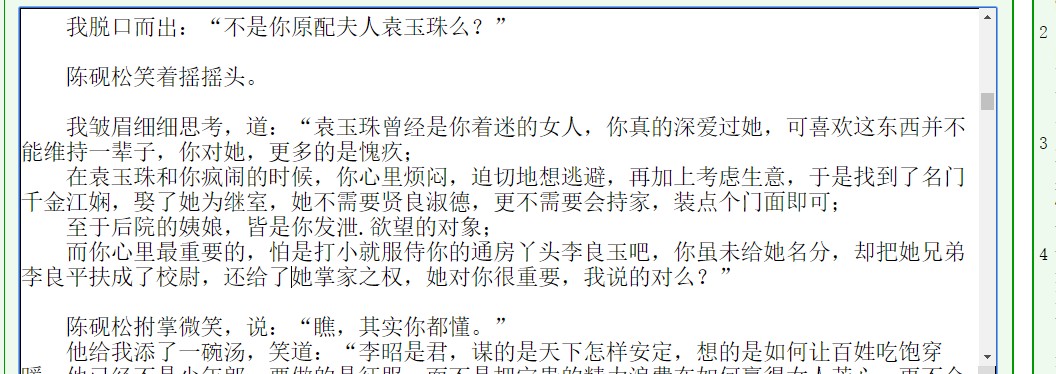 我脱口而出：“不是你原配夫人袁玉珠么？”
陈砚松笑着摇摇头。
我皱眉细细思考，道：“袁玉珠曾经是你着迷的女人，你真的深爱过她，可喜欢这东西并不
能维持一辈子，你对她，更多的是愧疚；
在袁玉珠和你疯闹的时候，你心里烦闷，迫切地想逃避，再加上考虑生意，于是找到了名门
千金江娴，娶了她为继室，她不需要贤良淑德，更不需要会持家，装点个门面即可；
至于后院的姨娘，皆是你发泄.欲望的对象；
而你心里最重要的，怕是打小就服侍你的通房丫头李良玉吧，你虽未给她名分，却把她兄弟
李良平扶成了校尉，还给了她掌家之权，她对你很重要，我说的对么？”
陈砚松拊掌微笑，说：“瞧，其实你都懂。”
他给我添了一碗汤，笑道：“李昭是君，谋的是天下怎样安定，想的是如何让百姓吃饱穿
2
3
4